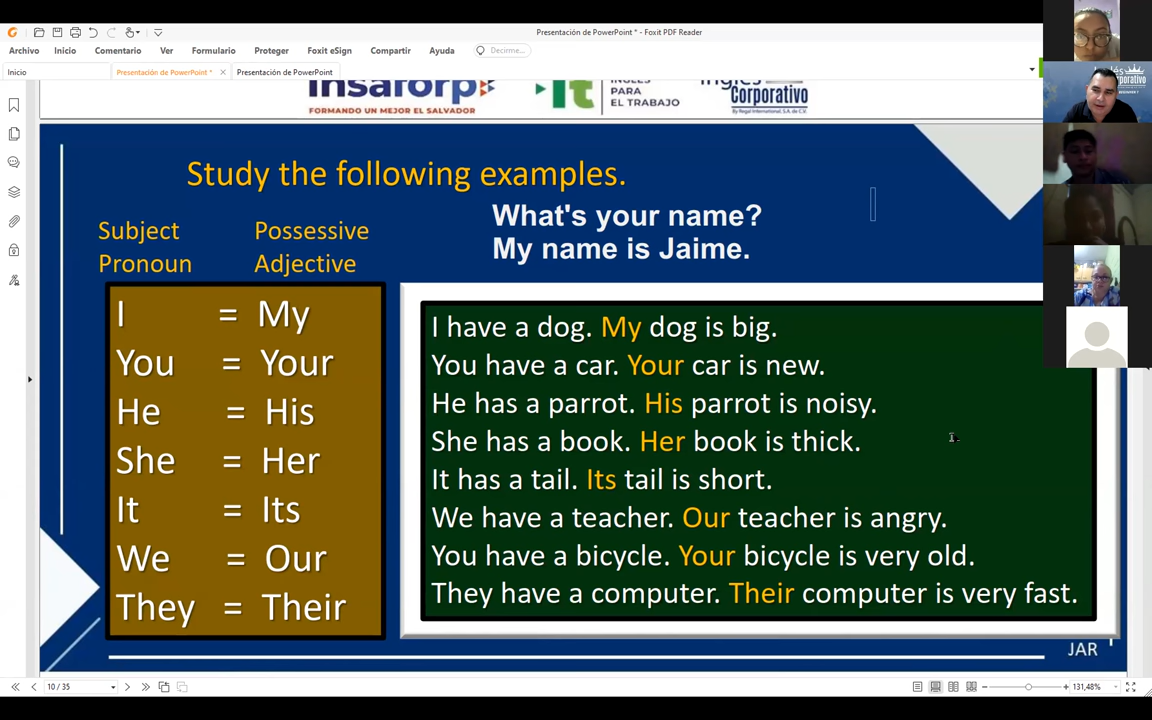 Presentación de PowerPoint * - Foxit PDF Reader
Archivo Inicio Comentario Ver Formulario Proteger Foxit eSign Compartir Ayuda Decirme...
Inicio Presentación de PowerPoint * Presentación de PowerPoint
insaforp
FORMANDO UN MEJOR EL SALVADOR
it
INGLÉS
PARA
EL TRABAJO
Inglés
Corporativo
by Regal International, S.A. de C.V.
Study the following examples.
What's your name?
My name is Jaime.
Subject Pronoun
Possessive Adjective
I = My
You = Your
He = His
She = Her
It = Its
We = Our
They = Their
I have a dog. My dog is big.
You have a car. Your car is new.
He has a parrot. His parrot is noisy.
She has a book. Her book is thick.
It has a tail. Its tail is short.
We have a teacher. Our teacher is angry.
You have a bicycle. Your bicycle is very old.
They have a computer. Their computer is very fast.
JAR
10 / 35
131,48%